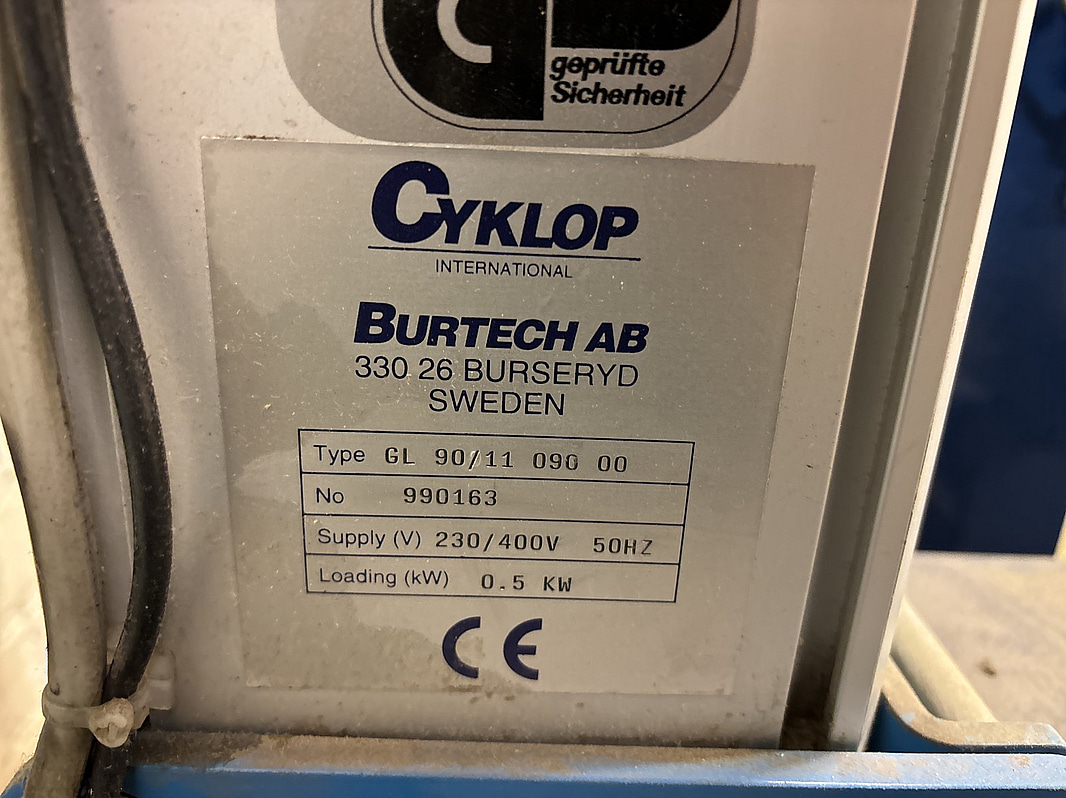 geprüfte
Sicherheit
CYKLOP
INTERNATIONAL
BURTECH AB
330 26 BURSERYD
SWEDEN
Type GL 90/11 090 00
No 990163
Supply (V) 230/400V 50HZ
Loading (kW) 0.5 KW
CE